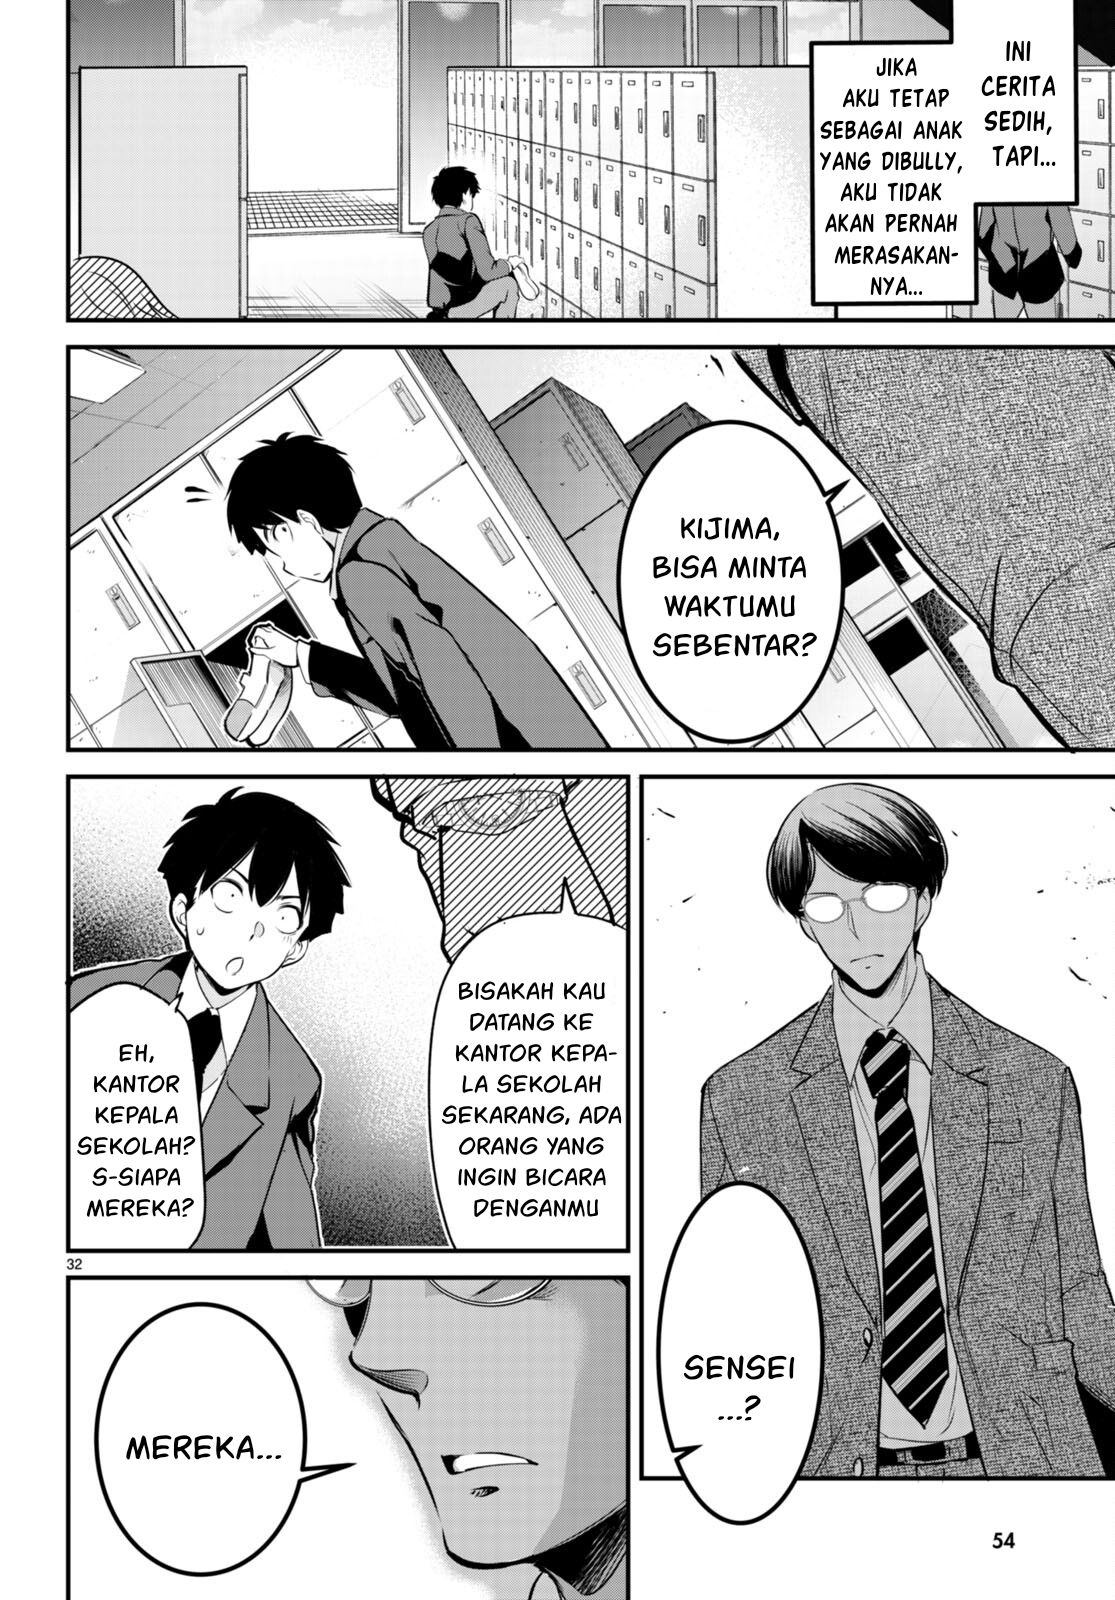 INI
CERITA
SEDIH,
TAPI...
JIKA
AKU TETAP
SEBAGAI ANAK
YANG DIBULLY,
AKU TIDAK
AKAN PERNAH
MERASAKAN-
NYA...
KIJIMA,
BISA MINTA
WAKTUMU
SEBENTAR?
SENSEI
...?
BISAKAH KAU
DATANG KE
KANTOR KEPA-
LA SEKOLAH
SEKARANG, ADA
ORANG YANG
INGIN BICARA
DENGANMU
EH,
KANTOR
KEPALA
SEKOLAH?
S-SIAPA
MEREKA?
32
MEREKA...
54